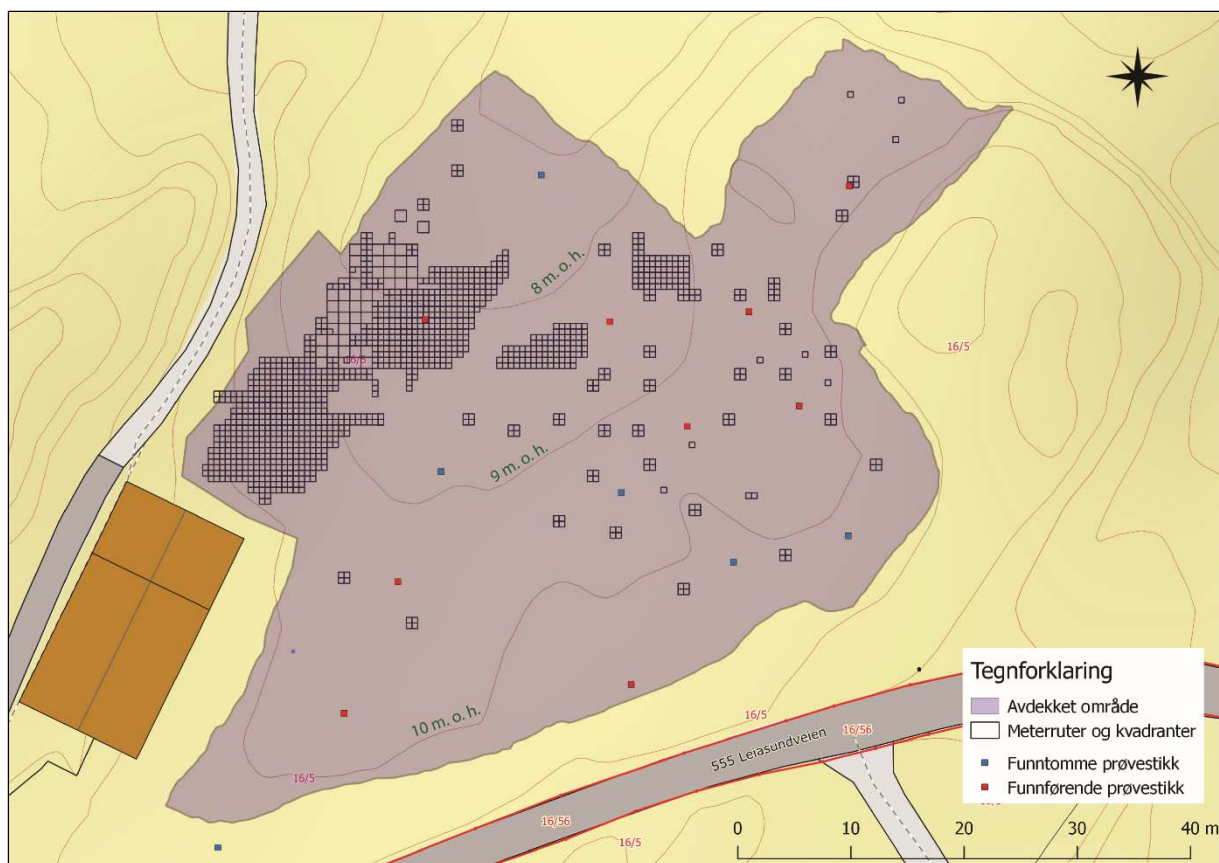 8 m. o. h.
16/5
16/5
9 m. o. h.
10 m. o. h.
16/5
16/5
555 Leiasundveien
16/56
16/56
16/5
Tegnforklaring
Avdekket område
Meterruter og kvadranter
Funntomme prøvestikk
Funnførende prøvestikk
0 10 20 30 40 m